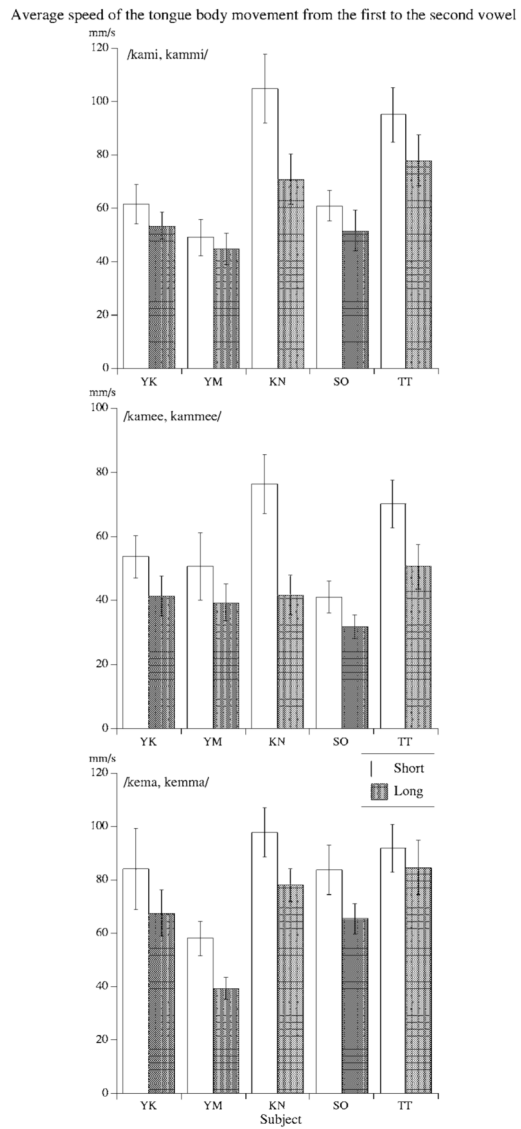 Average speed of the tongue body movement from the first to the second vowel
mm/s
120
/kami, kammi/
100
80
60
40
20
0
YK YM KN SO TT
mm/s
100
/kamee, kammee/
80
60
40
20
0
YK YM KN SO TT
mm/s
120
Short
Long
/kema, kemma/
100
80
60
40
20
0
YK YM KN SO TT
Subject